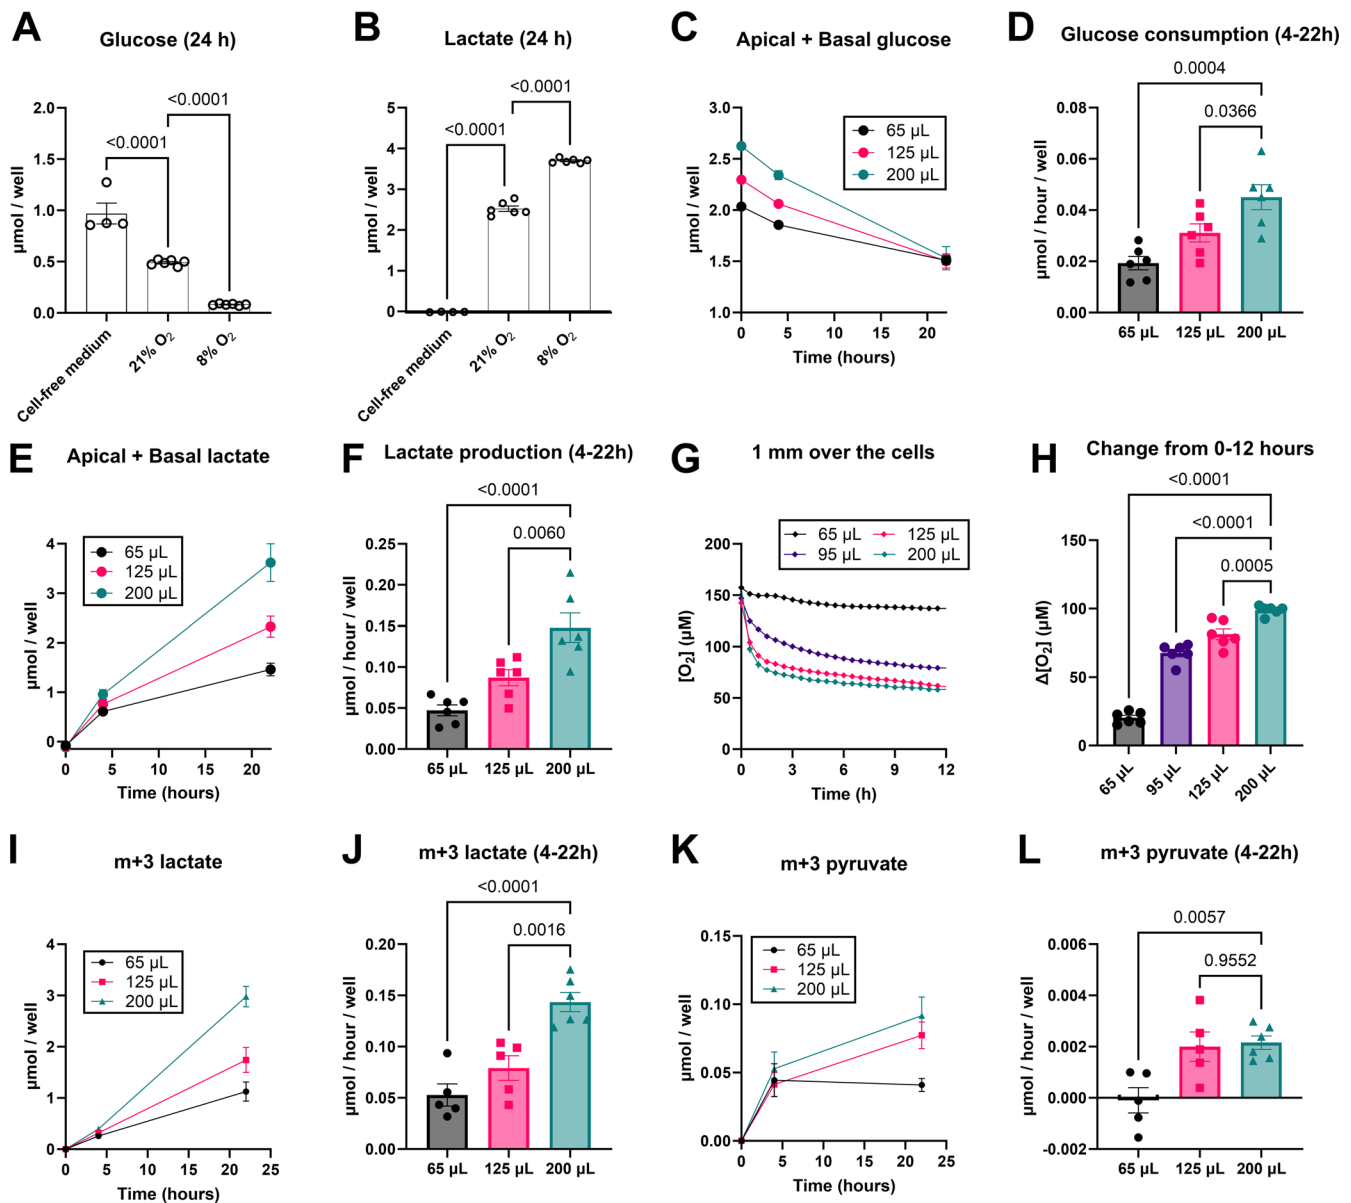 A
Glucose (24 h)
<0.0001
<0.0001
µmol / well
2.0
1.5
1.0
0.5
0.0
Cell-free medium
21% O₂
8% O₂
B
Lactate (24 h)
<0.0001
<0.0001
µmol / well
5
4
3
2
1
0
Cell-free medium
21% O₂
8% O₂
C
Apical + Basal glucose
µmol / well
3.0
2.5
2.0
1.5
1.0
65 µL
125 µL
200 µL
0 5 10 15 20
Time (hours)
D
Glucose consumption (4-22h)
0.0004
0.0366
µmol / hour / well
0.08
0.06
0.04
0.02
0.00
65 µL 125 µL 200 µL
E
Apical + Basal lactate
µmol / well
4
3
2
1
0
65 µL
125 µL
200 µL
0 5 10 15 20
Time (hours)
F
Lactate production (4-22h)
<0.0001
0.0060
µmol / hour / well
0.25
0.20
0.15
0.10
0.05
0.00
65 µL 125 µL 200 µL
G
1 mm over the cells
65 µL 125 µL
95 µL 200 µL
[O₂] (µM)
200
150
100
50
0
0 3 6 9 12
Time (h)
H
Change from 0-12 hours
<0.0001
<0.0001
0.0005
Δ[O₂] (µM)
150
100
50
0
65 µL
95 µL
125 µL
200 µL
I
m+3 lactate
µmol / well
4
3
2
1
0
65 µL
125 µL
200 µL
0 5 10 15 20 25
Time (hours)
J
m+3 lactate (4-22h)
<0.0001
0.0016
µmol / hour / well
0.20
0.15
0.10
0.05
0.00
65 µL 125 µL 200 µL
K
m+3 pyruvate
µmol / well
0.15
0.10
0.05
0.00
65 µL
125 µL
200 µL
0 5 10 15 20 25
Time (hours)
L
m+3 pyruvate (4-22h)
0.0057
0.9552
µmol / hour / well
0.006
0.004
0.002
0.000
-0.002
65 µL 125 µL 200 µL